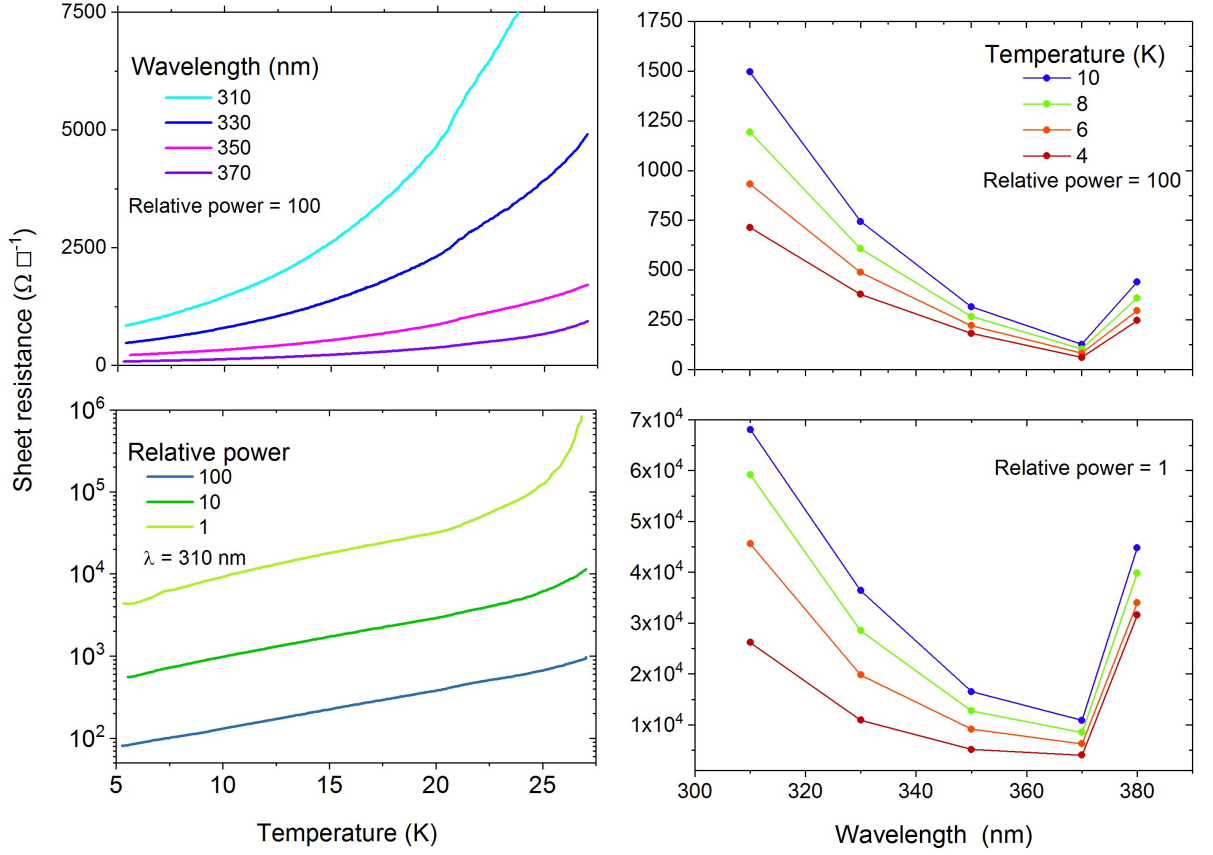 Sheet resistance (Ω □⁻¹)
7500
5000
2500
0
Wavelength (nm)
310
330
350
370
Relative power = 100
1750
1500
1250
1000
750
500
250
0
Temperature (K)
10
8
6
4
Relative power = 100
10⁶
10⁵
10⁴
10³
10²
Relative power
100
10
1
λ = 310 nm
5 10 15 20 25
Temperature (K)
7x10⁴
6x10⁴
5x10⁴
4x10⁴
3x10⁴
2x10⁴
1x10⁴
Relative power = 1
300 320 340 360 380
Wavelength (nm)